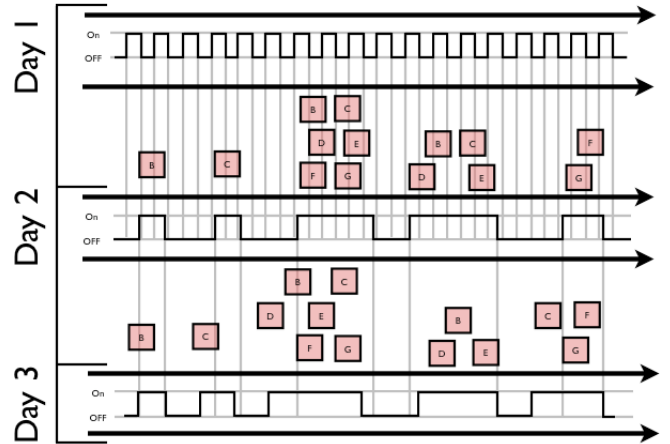 Day 1
On
OFF
B C
D B C F
E
B C F G D E G
Day 2
On
OFF
B C
D E B C F
B C F G D E G
Day 3
On
OFF